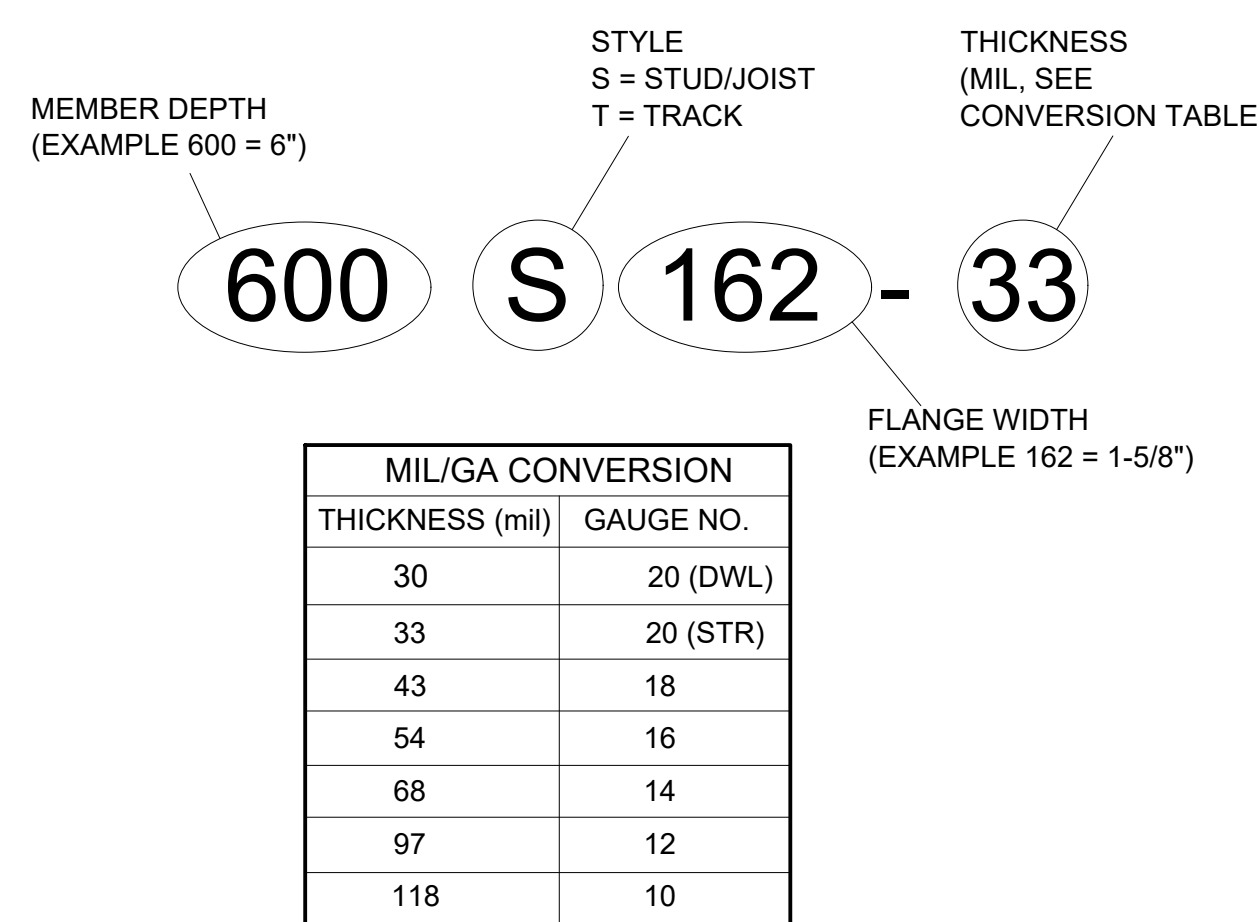 STYLE
S = STUD/JOIST
T = TRACK
THICKNESS
(MIL, SEE
CONVERSION TABLE
MEMBER DEPTH
(EXAMPLE 600 = 6")
600 S 162 - 33
FLANGE WIDTH
(EXAMPLE 162 = 1-5/8")
MIL/GA CONVERSION
THICKNESS (mil) GAUGE NO.
30 20 (DWL)
33 20 (STR)
43 18
54 16
68 14
97 12
118 10